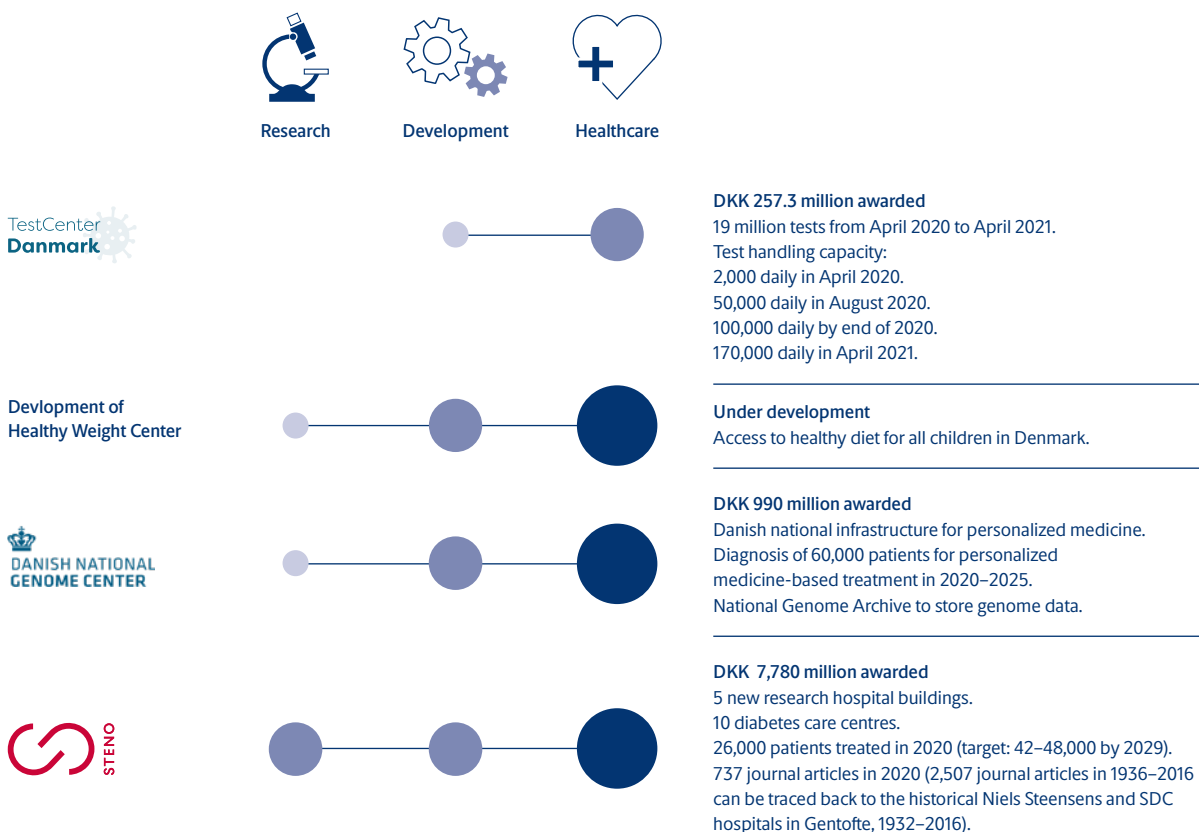 Research
Development
Healthcare
TestCenter
Danmark
DKK 257.3 million awarded
19 million tests from April 2020 to April 2021.
Test handling capacity:
2,000 daily in April 2020.
50,000 daily in August 2020.
100,000 daily by end of 2020.
170,000 daily in April 2021.
Devlopment of
Healthy Weight Center
Under development
Access to healthy diet for all children in Denmark.
DANISH NATIONAL
GENOME CENTER
DKK 990 million awarded
Danish national infrastructure for personalized medicine.
Diagnosis of 60,000 patients for personalized
medicine-based treatment in 2020–2025.
National Genome Archive to store genome data.
STENO
DKK 7,780 million awarded
5 new research hospital buildings.
10 diabetes care centres.
26,000 patients treated in 2020 (target: 42–48,000 by 2029).
737 journal articles in 2020 (2,507 journal articles in 1936–2016
can be traced back to the historical Niels Steensens and SDC
hospitals in Gentofte, 1932–2016).